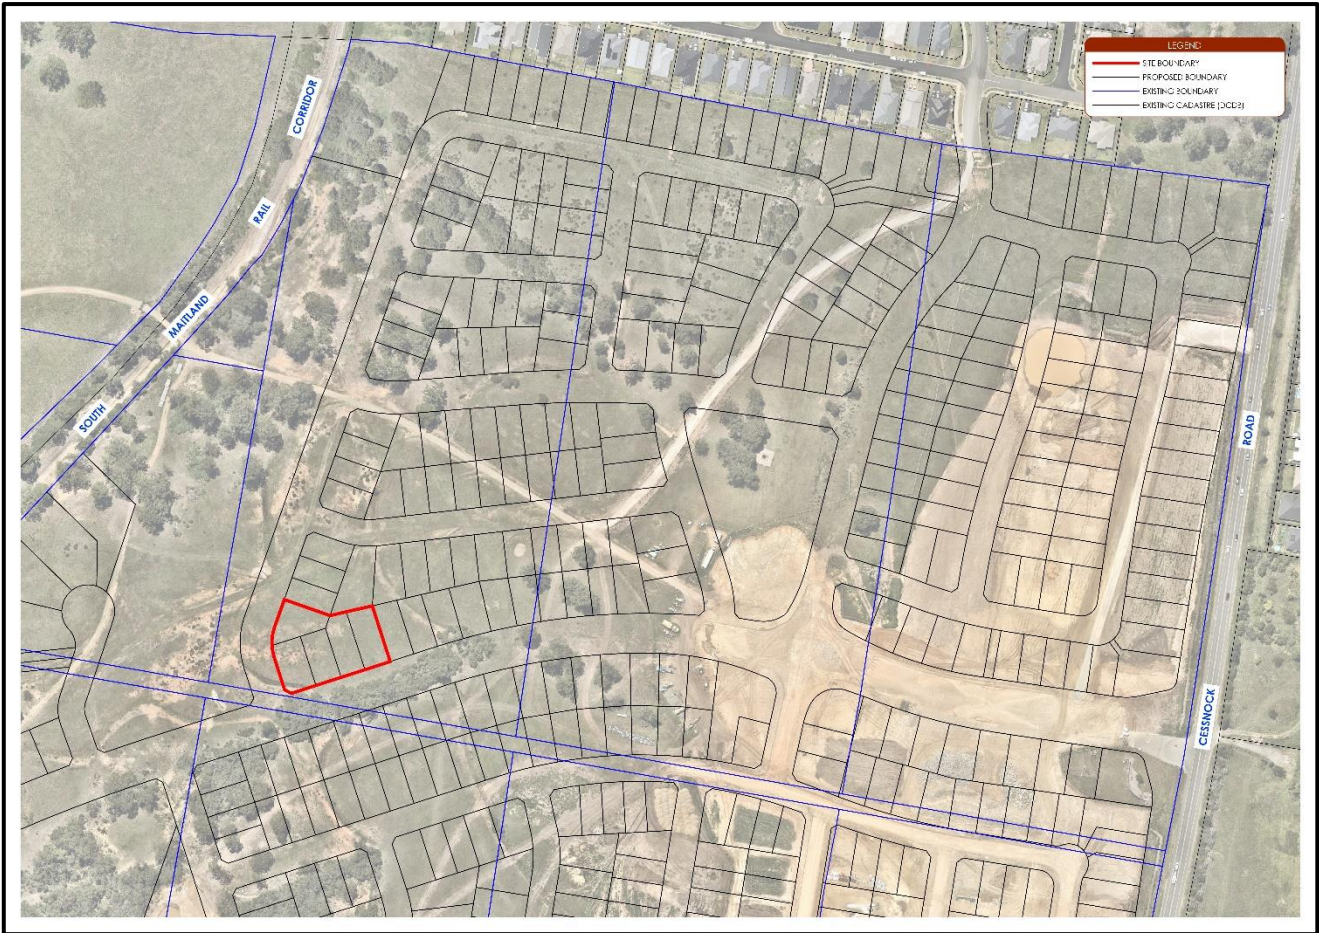 LEGEND
SITE BOUNDARY
PROPOSED BOUNDARY
EXISTING BOUNDARY
EXISTING CADASTRE (DCDB)
CORRIDOR
RAIL
MAITLAND
SOUTH
ROAD
CESSNOCK